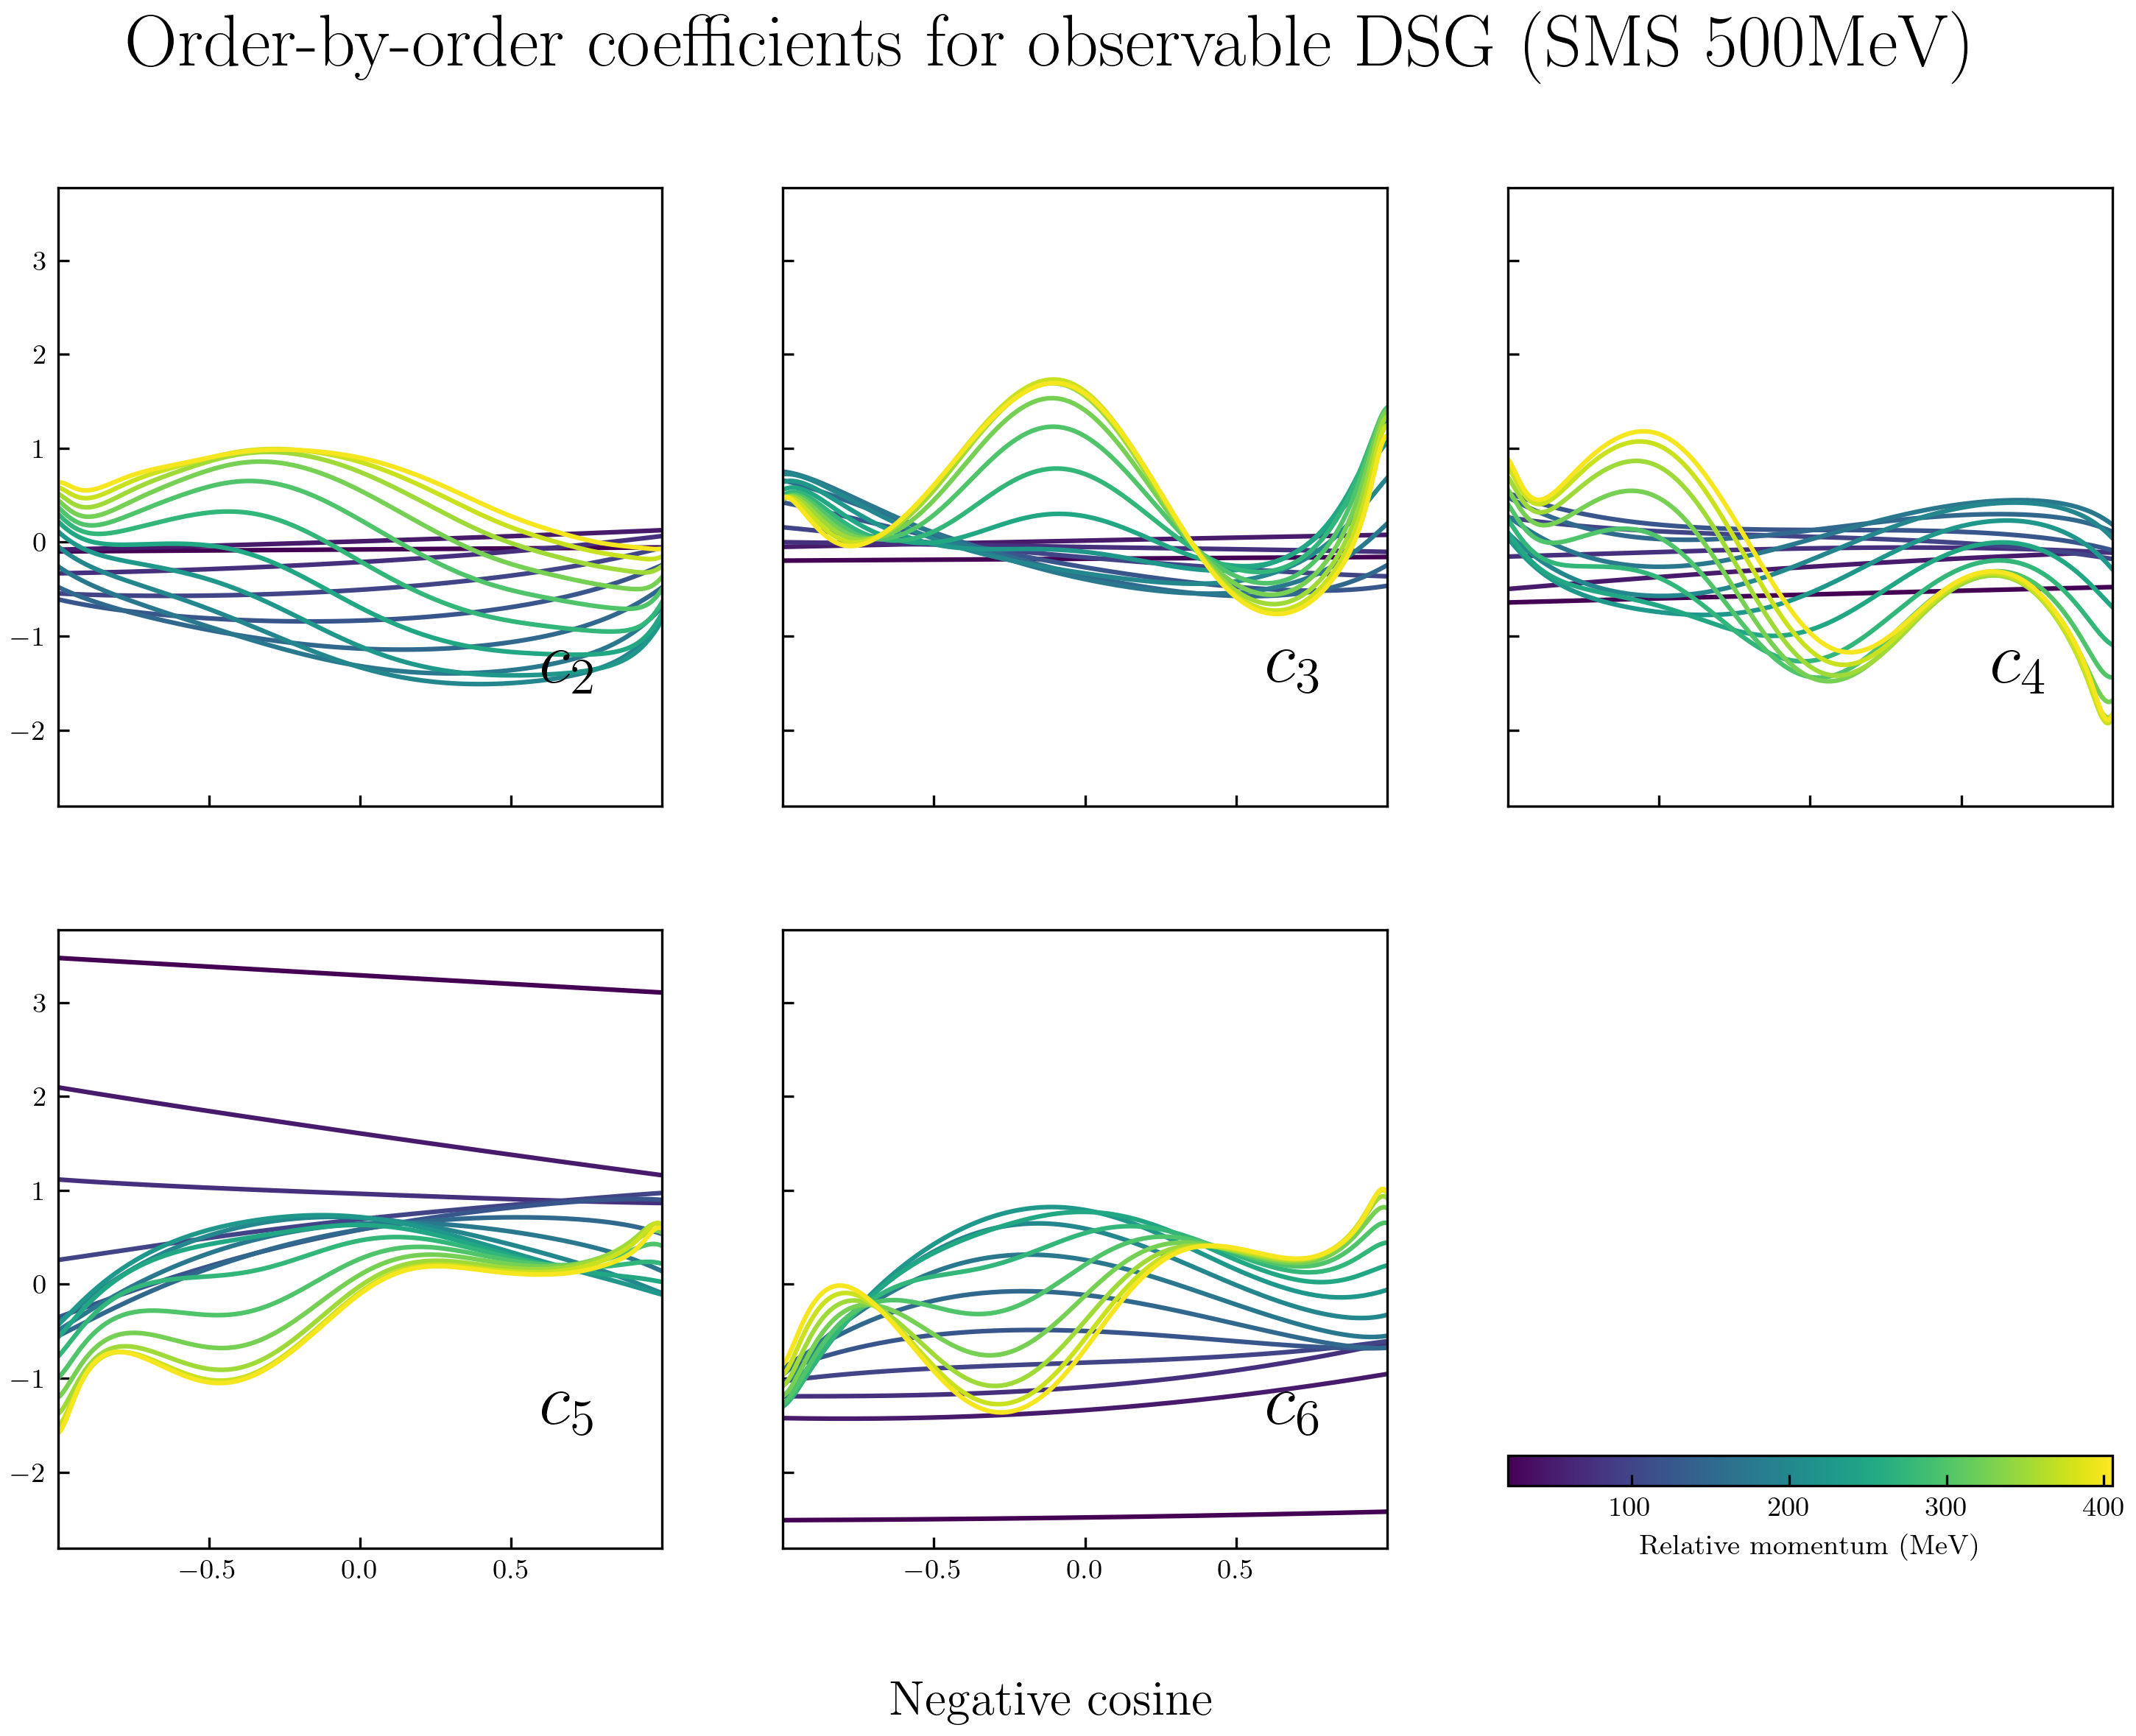 Order-by-order coefficients for observable DSG (SMS 500MeV)
3
2
1
0
−1
−2
c₂
c₃
c₄
3
2
1
0
−1
−2
c₅
c₆
−0.5 0.0 0.5
−0.5 0.0 0.5
100 200 300 400
Relative momentum (MeV)
Negative cosine